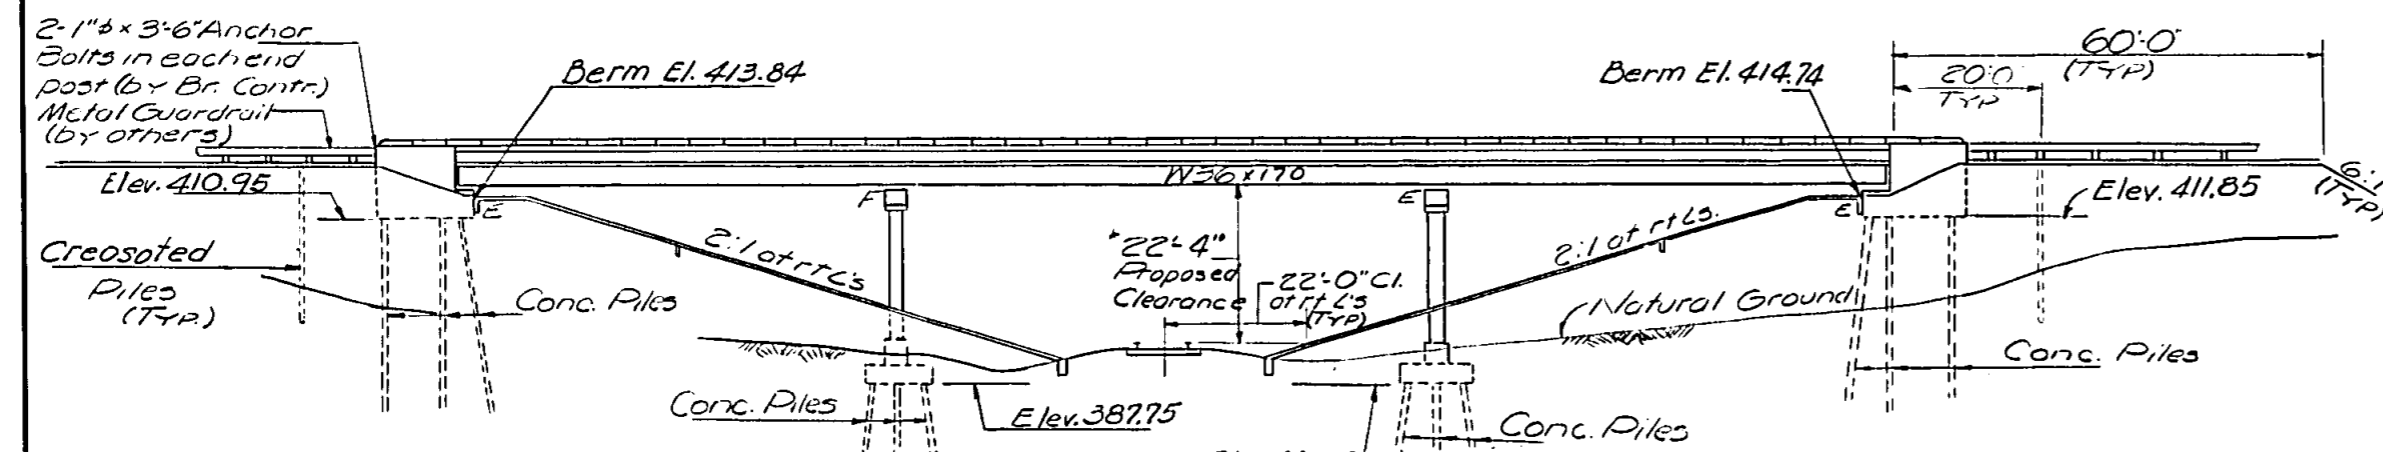 2-1"ϕ x 3'-6" Anchor
Bolts in each end
post (by Br. Contr.)
Metal Guardrail
(by others)
Berm El. 413.84
Berm El. 414.74
60'-0"
(TYP)
20'-0
TYP
Elev. 410.95
W36x170
6:1
(TYP)
F
E
E
E
Elev. 411.85
Creosoted
Piles
(TYP.)
2:1 at rt L's
2:1 at rt Ls.
*22'-4"
Proposed
Clearance
22'-0" Cl.
at rt L's
(TYP)
Natural Ground
Conc. Piles
Conc. Piles
Conc. Piles
Elev. 387.75
Conc. Piles